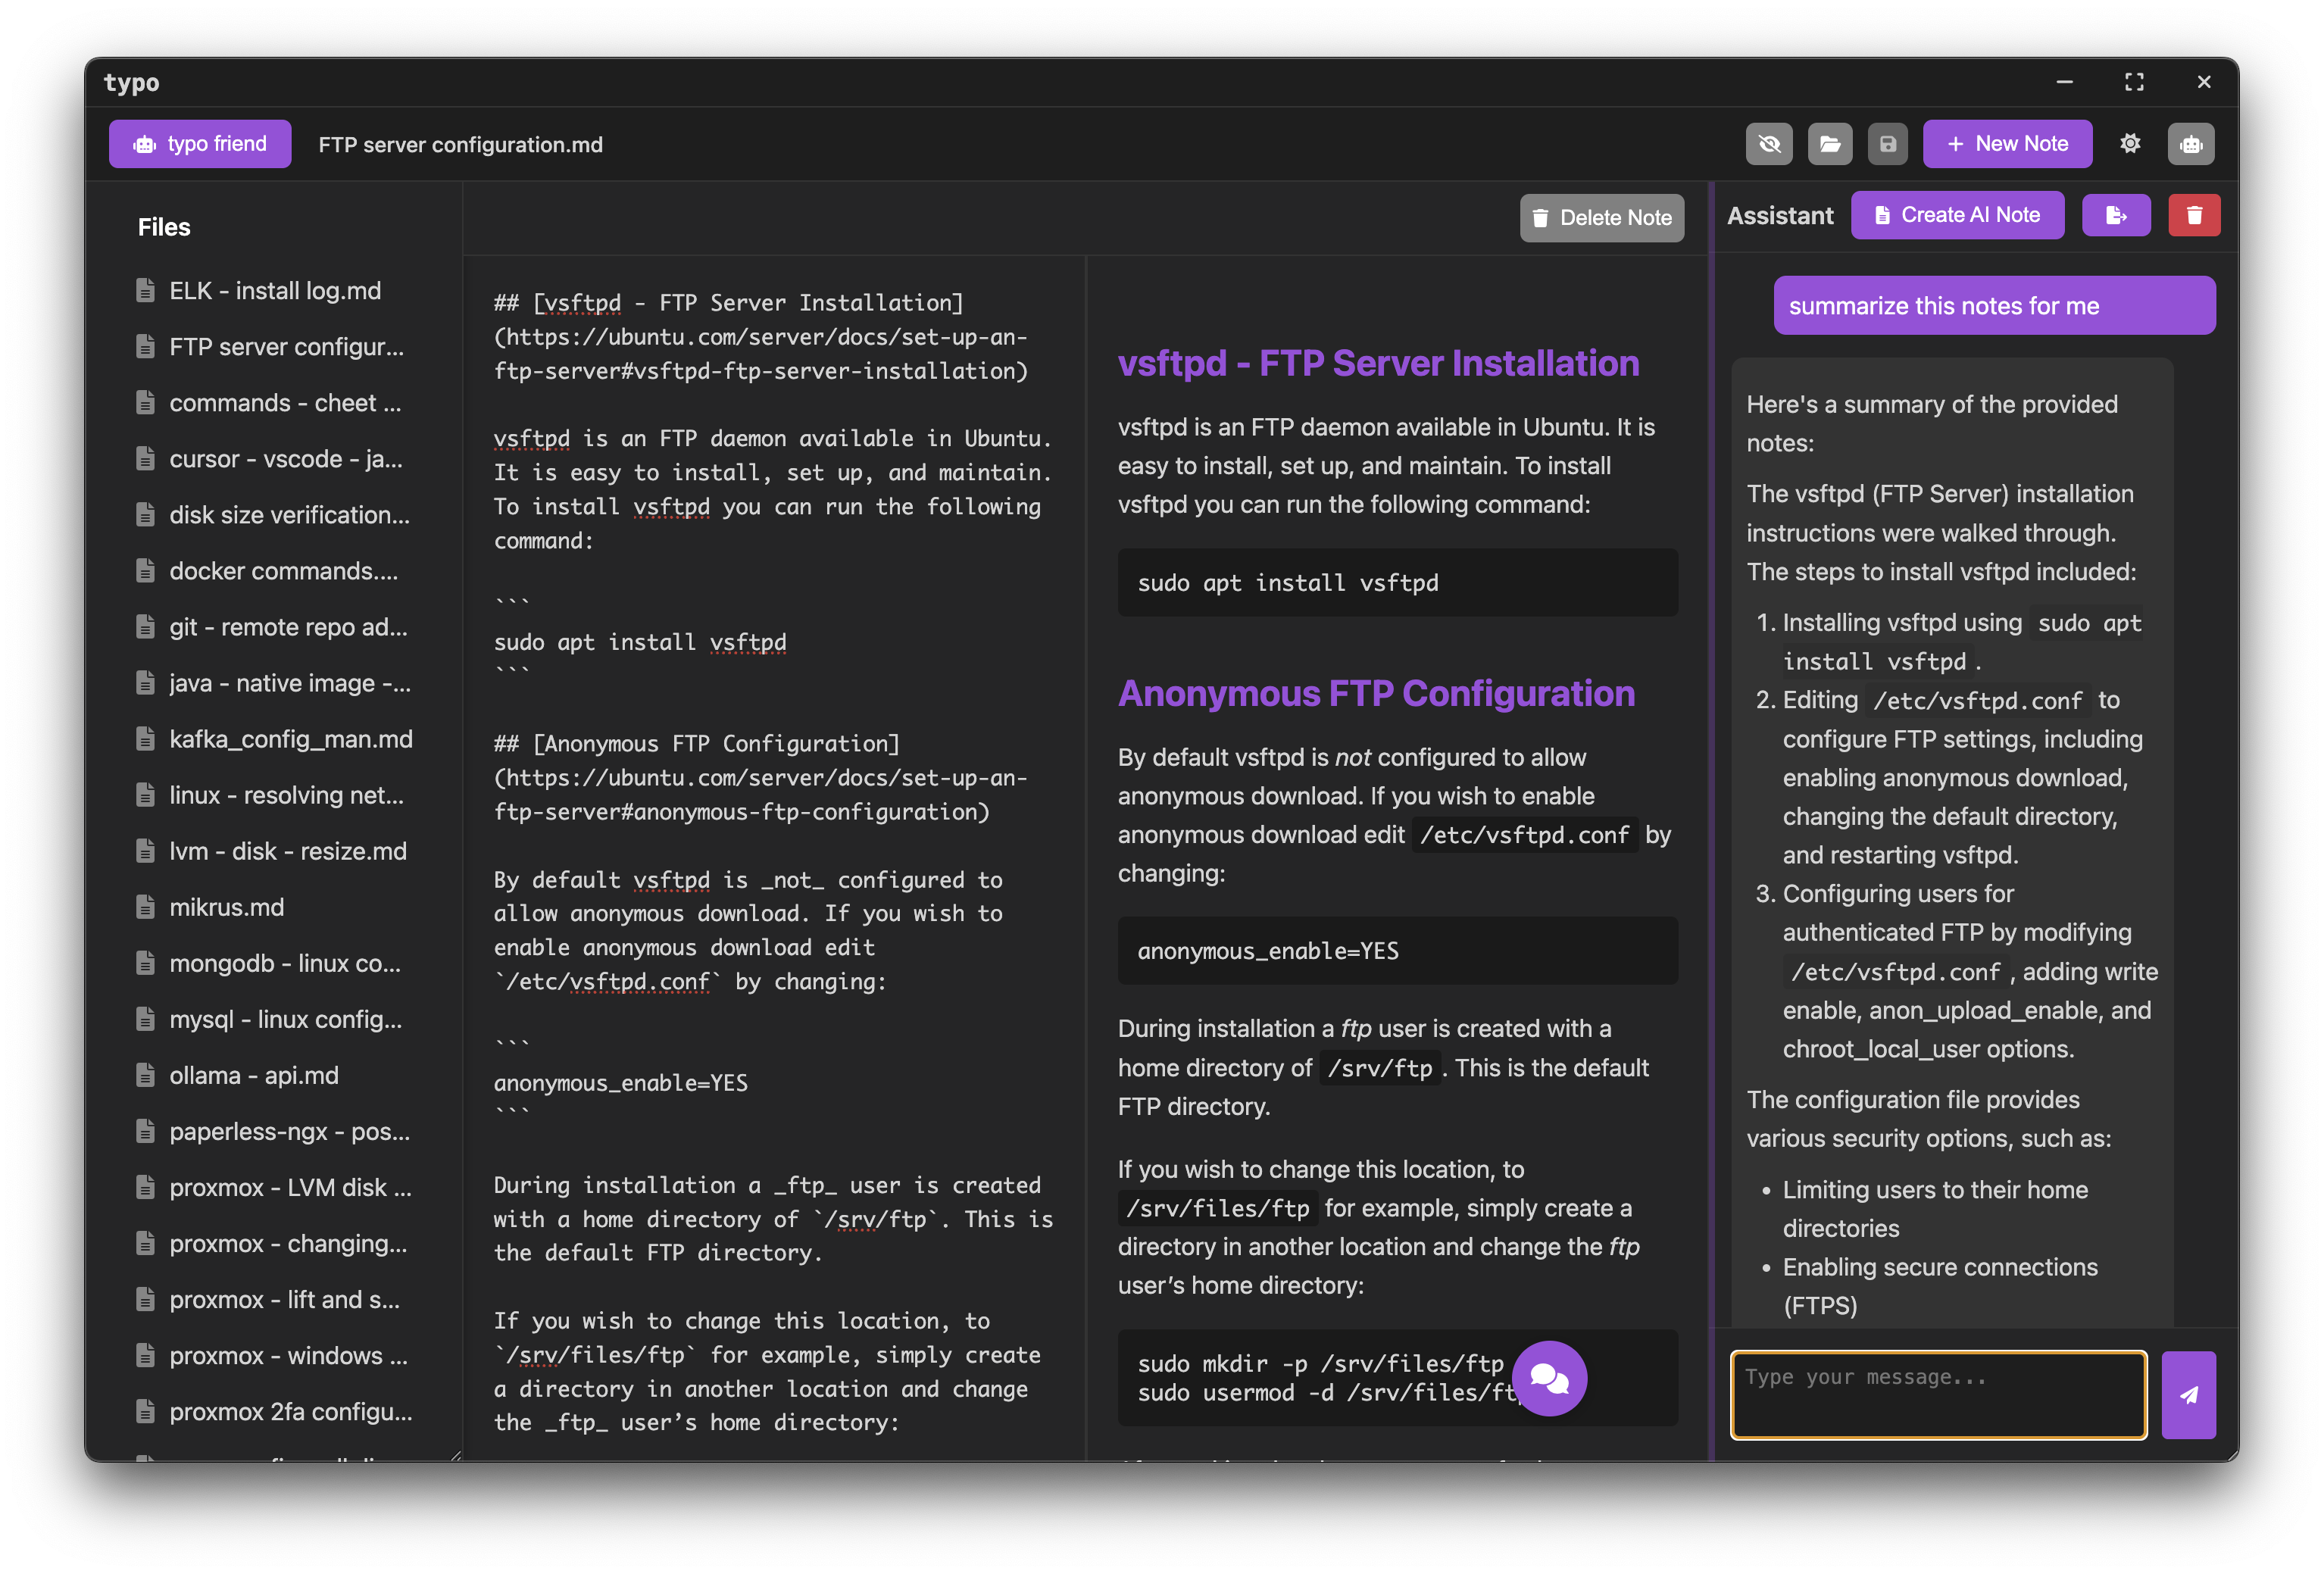 typo
typo friend
FTP server configuration.md
New Note
Files
ELK - install log.md
FTP server configur...
commands - cheet ...
cursor - vscode - ja...
disk size verification...
docker commands....
git - remote repo ad...
java - native image -...
kafka_config_man.md
linux - resolving net...
lvm - disk - resize.md
mikrus.md
mongodb - linux co...
mysql - linux config...
ollama - api.md
paperless-ngx - pos...
proxmox - LVM disk ...
proxmox - changing...
proxmox - lift and s...
proxmox - windows ...
proxmox 2fa configu...
Delete Note
## [vsftpd - FTP Server Installation]
(https://ubuntu.com/server/docs/set-up-an-
ftp-server#vsftpd-ftp-server-installation)
vsftpd is an FTP daemon available in Ubuntu.
It is easy to install, set up, and maintain.
To install vsftpd you can run the following
command:
```
sudo apt install vsftpd
```
## [Anonymous FTP Configuration]
(https://ubuntu.com/server/docs/set-up-an-
ftp-server#anonymous-ftp-configuration)
By default vsftpd is _not_ configured to
allow anonymous download. If you wish to
enable anonymous download edit
`/etc/vsftpd.conf` by changing:
```
anonymous_enable=YES
```
During installation a _ftp_ user is created
with a home directory of `/srv/ftp`. This is
the default FTP directory.
If you wish to change this location, to
`/srv/files/ftp` for example, simply create
a directory in another location and change
the _ftp_ user’s home directory:
vsftpd - FTP Server Installation
vsftpd is an FTP daemon available in Ubuntu. It is
easy to install, set up, and maintain. To install
vsftpd you can run the following command:
sudo apt install vsftpd
Anonymous FTP Configuration
By default vsftpd is not configured to allow
anonymous download. If you wish to enable
anonymous download edit /etc/vsftpd.conf by
changing:
anonymous_enable=YES
During installation a ftp user is created with a
home directory of /srv/ftp. This is the default
FTP directory.
If you wish to change this location, to
/srv/files/ftp for example, simply create a
directory in another location and change the ftp
user’s home directory:
sudo mkdir -p /srv/files/ftp
sudo usermod -d /srv/files/ft
Assistant
Create AI Note
summarize this notes for me
Here's a summary of the provided
notes:
The vsftpd (FTP Server) installation
instructions were walked through.
The steps to install vsftpd included:
1. Installing vsftpd using sudo apt
install vsftpd.
2. Editing /etc/vsftpd.conf to
configure FTP settings, including
enabling anonymous download,
changing the default directory,
and restarting vsftpd.
3. Configuring users for
authenticated FTP by modifying
/etc/vsftpd.conf, adding write
enable, anon_upload_enable, and
chroot_local_user options.
The configuration file provides
various security options, such as:
• Limiting users to their home
directories
• Enabling secure connections
(FTPS)
Type your message...